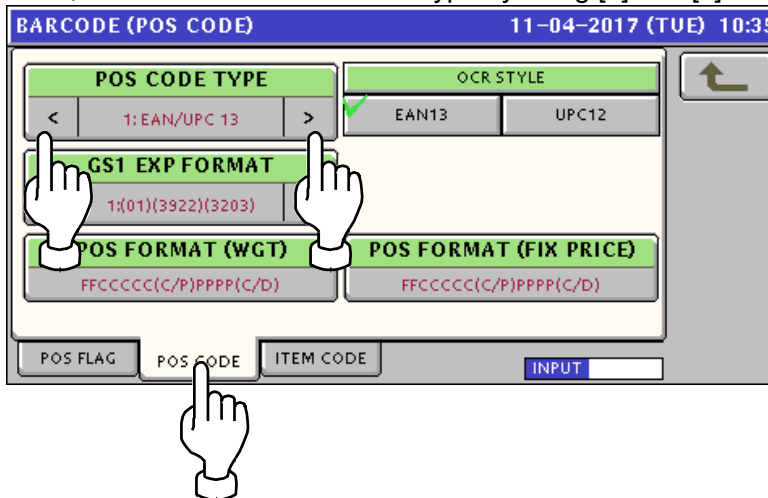 BARCODE (POS CODE) 11-04-2017 (TUE) 10:35
POS CODE TYPE
OCR STYLE
< 1: EAN/UPC 13 >
EAN13 UPC12
GS1 EXP FORMAT
1:(01)(3922)(3203)
POS FORMAT (WGT) POS FORMAT (FIX PRICE)
FFCCCCC(C/P)PPPP(C/D) FFCCCCC(C/P)PPPP(C/D)
POS FLAG POS CODE ITEM CODE INPUT